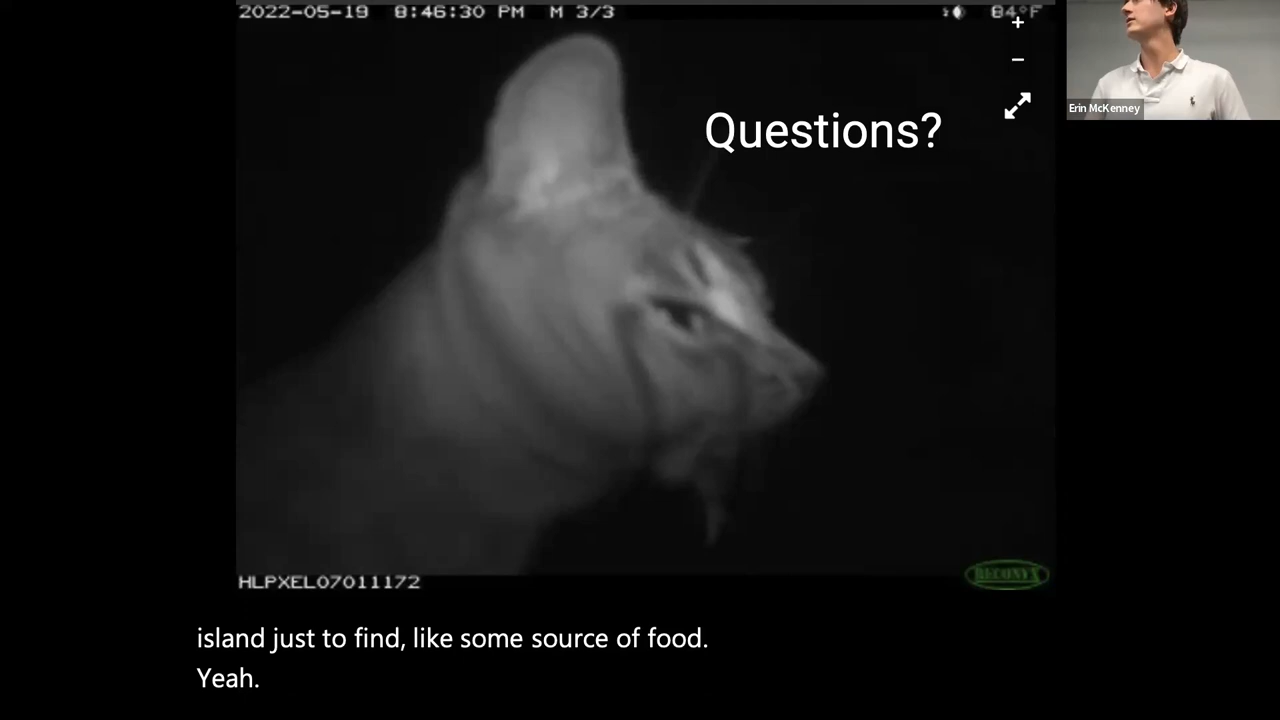 2022-05-19 8:46:30 PM M 3/3 84°F
Questions?
Erin McKenney
HLPXEL07011172
RECONYX
island just to find, like some source of food.
Yeah.